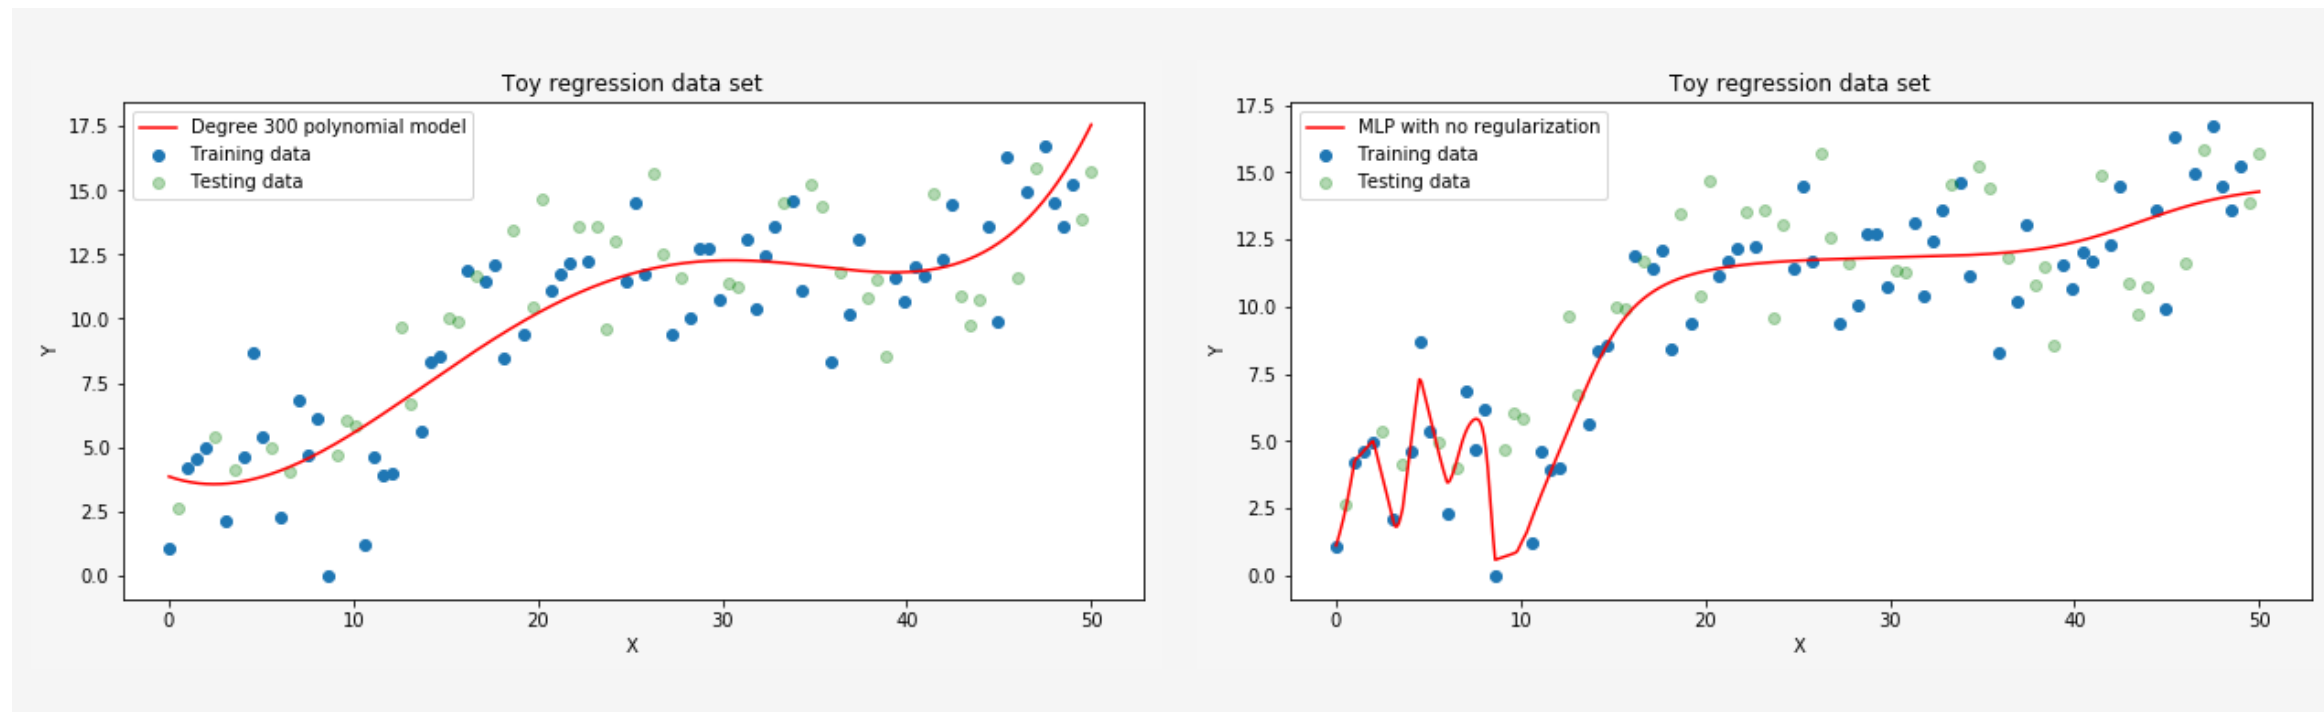 Toy regression data set
Degree 300 polynomial model
Training data
Testing data
17.5
15.0
12.5
10.0
7.5
5.0
2.5
0.0
Y
0 10 20 30 40 50
X
Toy regression data set
MLP with no regularization
Training data
Testing data
17.5
15.0
12.5
10.0
7.5
5.0
2.5
0.0
Y
0 10 20 30 40 50
X